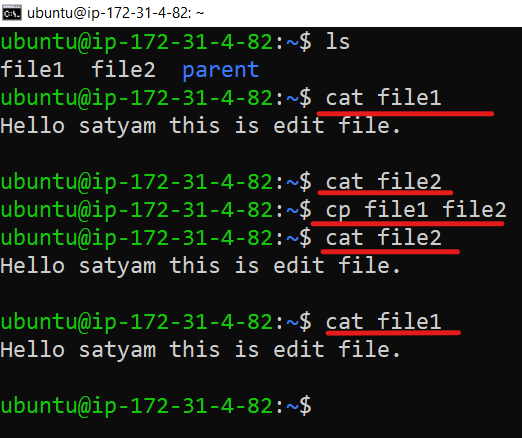 ubuntu@ip-172-31-4-82: ~
ubuntu@ip-172-31-4-82:~$ ls
file1  file2  parent
ubuntu@ip-172-31-4-82:~$ cat file1
Hello satyam this is edit file.
ubuntu@ip-172-31-4-82:~$ cat file2
ubuntu@ip-172-31-4-82:~$ cp file1 file2
ubuntu@ip-172-31-4-82:~$ cat file2
Hello satyam this is edit file.
ubuntu@ip-172-31-4-82:~$ cat file1
Hello satyam this is edit file.
ubuntu@ip-172-31-4-82:~$